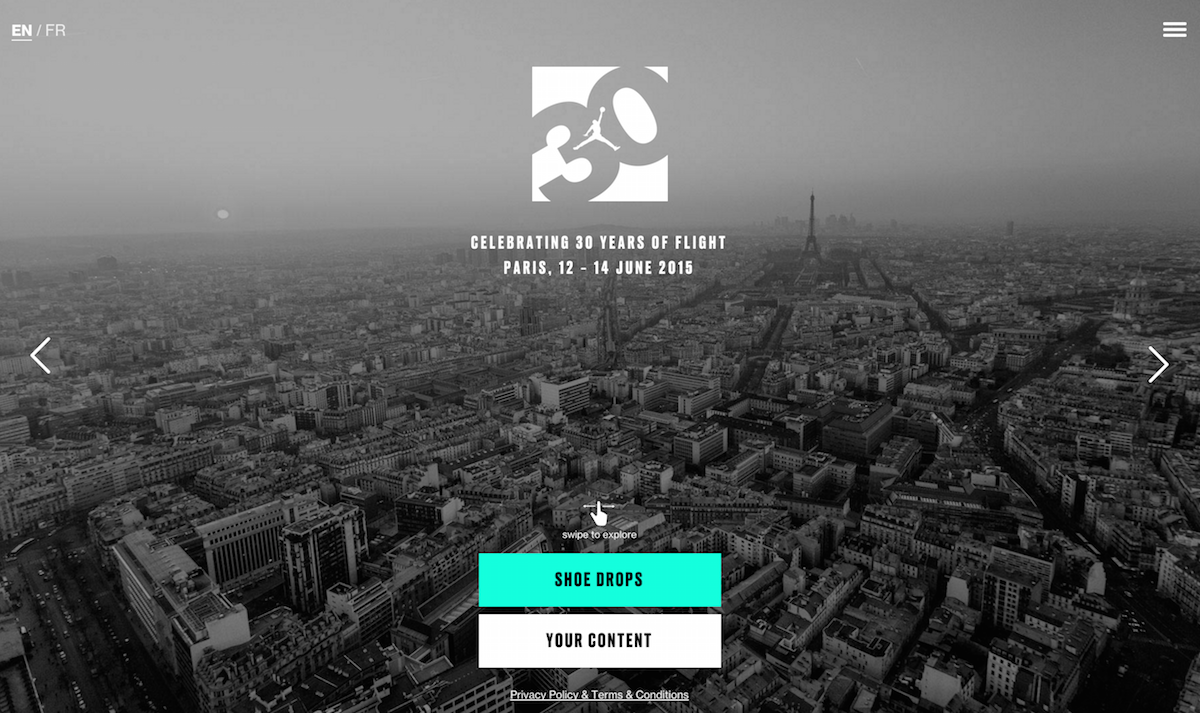 EN / FR
30
CELEBRATING 30 YEARS OF FLIGHT
PARIS, 12 - 14 JUNE 2015
swipe to explore
SHOE DROPS
YOUR CONTENT
Privacy Policy & Terms & Conditions